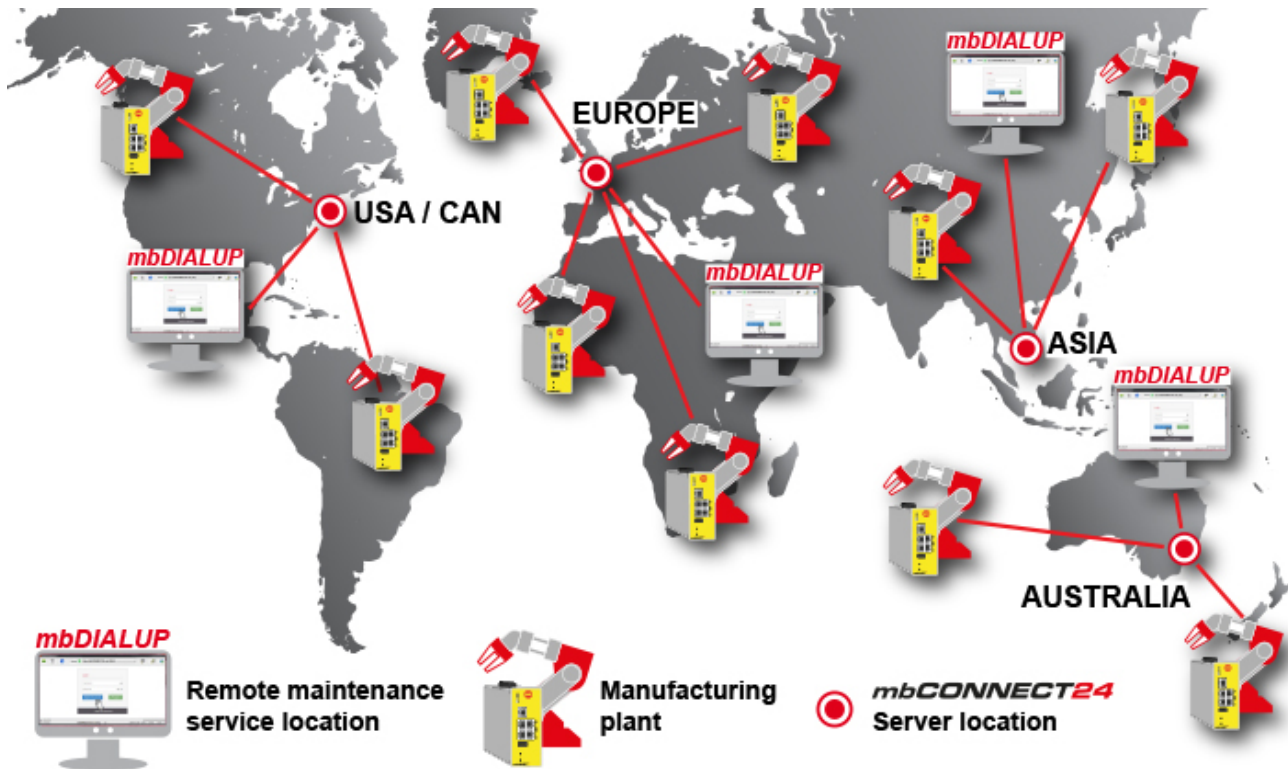 mbDIALUP
EUROPE
USA / CAN
mbDIALUP
mbDIALUP
ASIA
mbDIALUP
AUSTRALIA
mbDIALUP
Remote maintenance
service location
Manufacturing
plant
mbCONNECT24
Server location